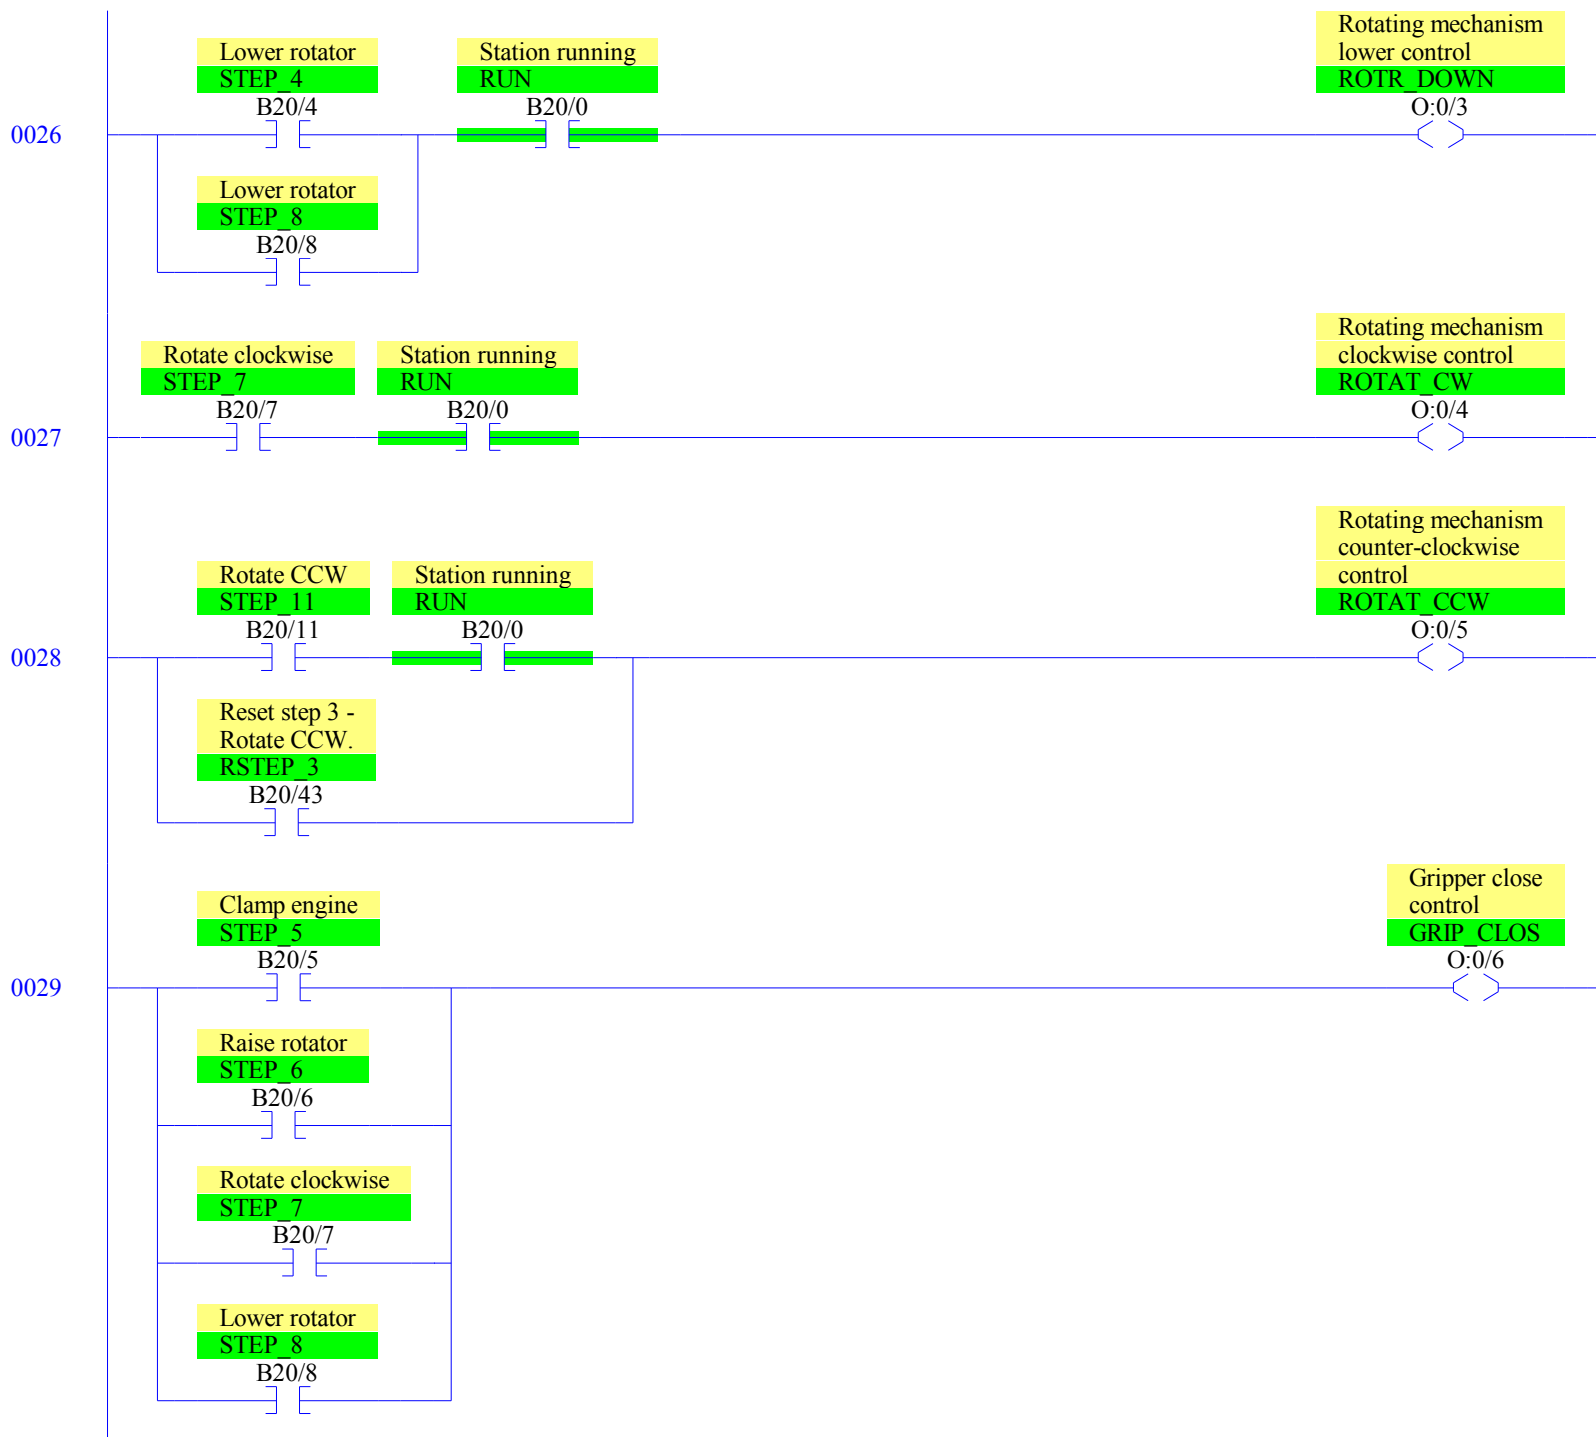 Rotating mechanism
lower control
ROTR_DOWN
O:0/3
Lower rotator
STEP_4
B20/4
Station running
RUN
B20/0
0026
Lower rotator
STEP_8
B20/8
Rotating mechanism
clockwise control
ROTAT_CW
O:0/4
Rotate clockwise
STEP_7
B20/7
Station running
RUN
B20/0
0027
Rotating mechanism
counter-clockwise
control
ROTAT_CCW
O:0/5
Rotate CCW
STEP_11
B20/11
Station running
RUN
B20/0
0028
Reset step 3 -
Rotate CCW.
RSTEP_3
B20/43
Gripper close
control
GRIP_CLOS
O:0/6
Clamp engine
STEP_5
B20/5
0029
Raise rotator
STEP_6
B20/6
Rotate clockwise
STEP_7
B20/7
Lower rotator
STEP_8
B20/8